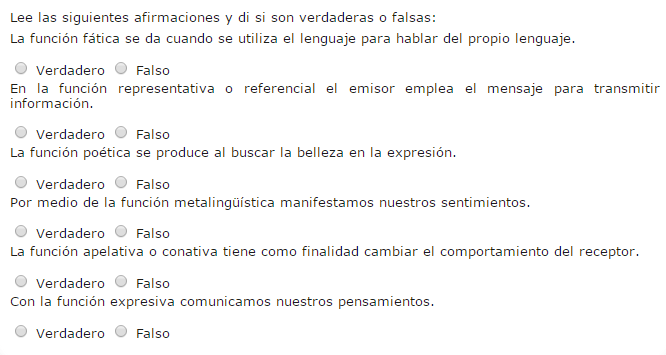 Lee las siguientes afirmaciones y di si son verdaderas o falsas:
La función fática se da cuando se utiliza el lenguaje para hablar del propio lenguaje.
Verdadero Falso
En la función representativa o referencial el emisor emplea el mensaje para transmitir
información.
Verdadero Falso
La función poética se produce al buscar la belleza en la expresión.
Verdadero Falso
Por medio de la función metalingüística manifestamos nuestros sentimientos.
Verdadero Falso
La función apelativa o conativa tiene como finalidad cambiar el comportamiento del receptor.
Verdadero Falso
Con la función expresiva comunicamos nuestros pensamientos.
Verdadero Falso